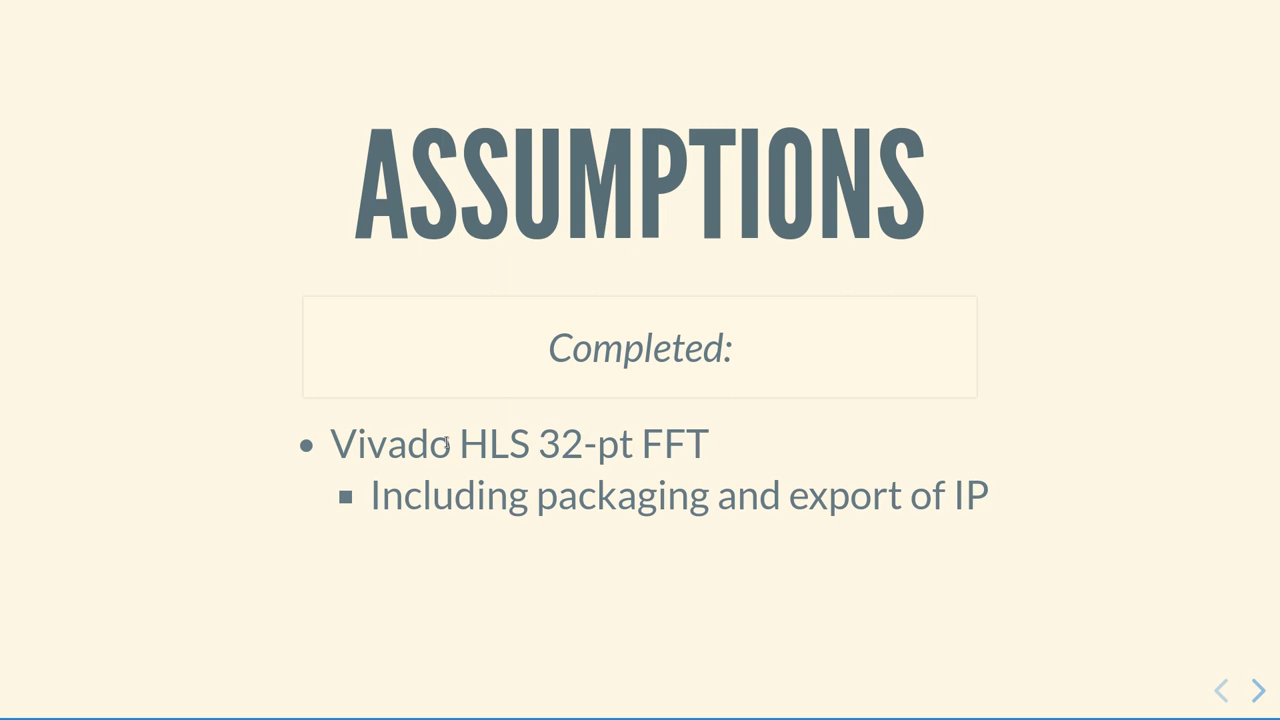 ASSUMPTIONS
Completed:
Vivado HLS 32-pt FFT
Including packaging and export of IP